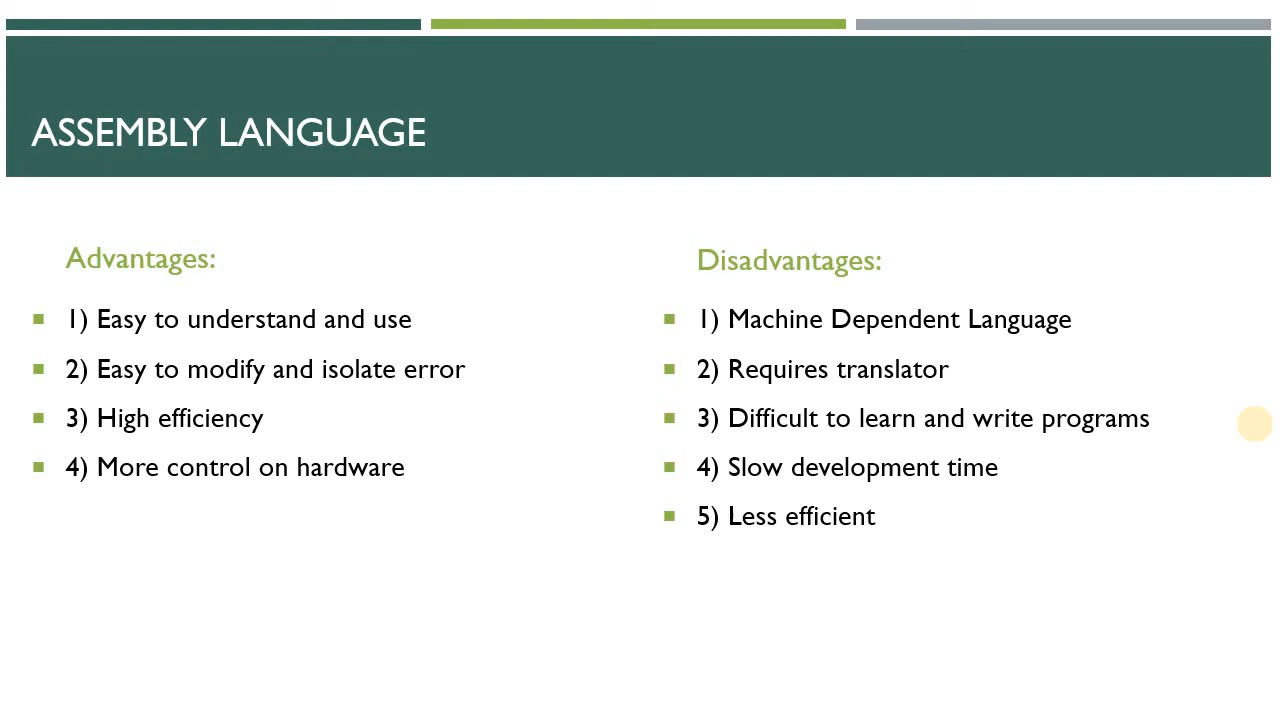 ASSEMBLY LANGUAGE
Advantages:
1) Easy to understand and use
2) Easy to modify and isolate error
3) High efficiency
4) More control on hardware
Disadvantages:
1) Machine Dependent Language
2) Requires translator
3) Difficult to learn and write programs
4) Slow development time
5) Less efficient